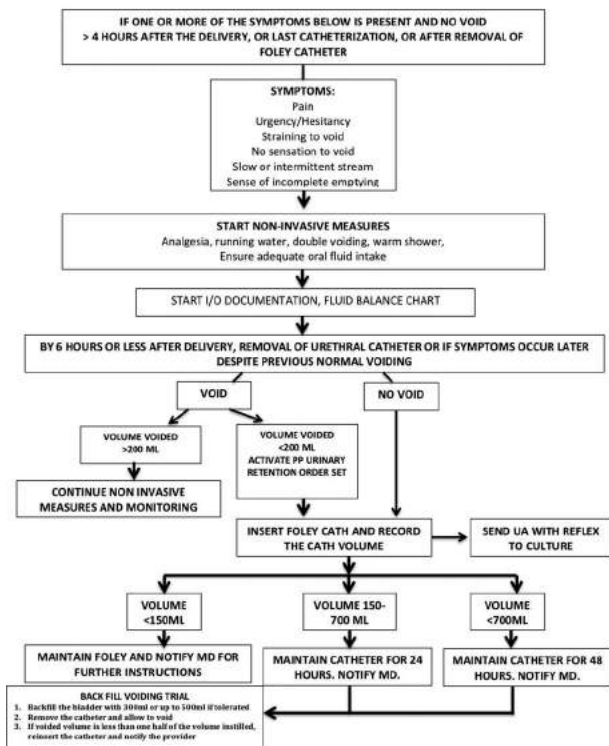 IF ONE OR MORE OF THE SYMPTOMS BELOW IS PRESENT AND NO VOID
> 4 HOURS AFTER THE DELIVERY, OR LAST CATHETERIZATION, OR AFTER REMOVAL OF
FOLEY CATHETER
SYMPTOMS:
Pain
Urgency/Hesitancy
Straining to void
No sensation to void
Slow or intermittent stream
Sense of incomplete emptying
START NON-INVASIVE MEASURES
Analgesia, running water, double voiding, warm shower,
Ensure adequate oral fluid intake
START I/O DOCUMENTATION, FLUID BALANCE CHART
BY 6 HOURS OR LESS AFTER DELIVERY, REMOVAL OF URETHRAL CATHETER OR IF SYMPTOMS OCCUR LATER
DESPITE PREVIOUS NORMAL VOIDING
VOID
NO VOID
VOLUME VOIDED
>200 ML
VOLUME VOIDED
<200 ML
ACTIVATE PP URINARY
RETENTION ORDER SET
CONTINUE NON INVASIVE
MEASURES AND MONITORING
INSERT FOLEY CATH AND RECORD
THE CATH VOLUME
SEND UA WITH REFLEX
TO CULTURE
VOLUME
<150ML
VOLUME 150-
700 ML
VOLUME
<700ML
MAINTAIN FOLEY AND NOTIFY MD FOR
FURTHER INSTRUCTIONS
MAINTAIN CATHETER FOR 24
HOURS. NOTIFY MD.
MAINTAIN CATHETER FOR 48
HOURS. NOTIFY MD.
BACK FILL VOIDING TRIAL
1. Backfill the bladder with 300ml or up to 500ml if tolerated
2. Remove the catheter and allow to void
3. If voided volume is less than one half of the volume instilled,
reinsert the catheter and notify the provider